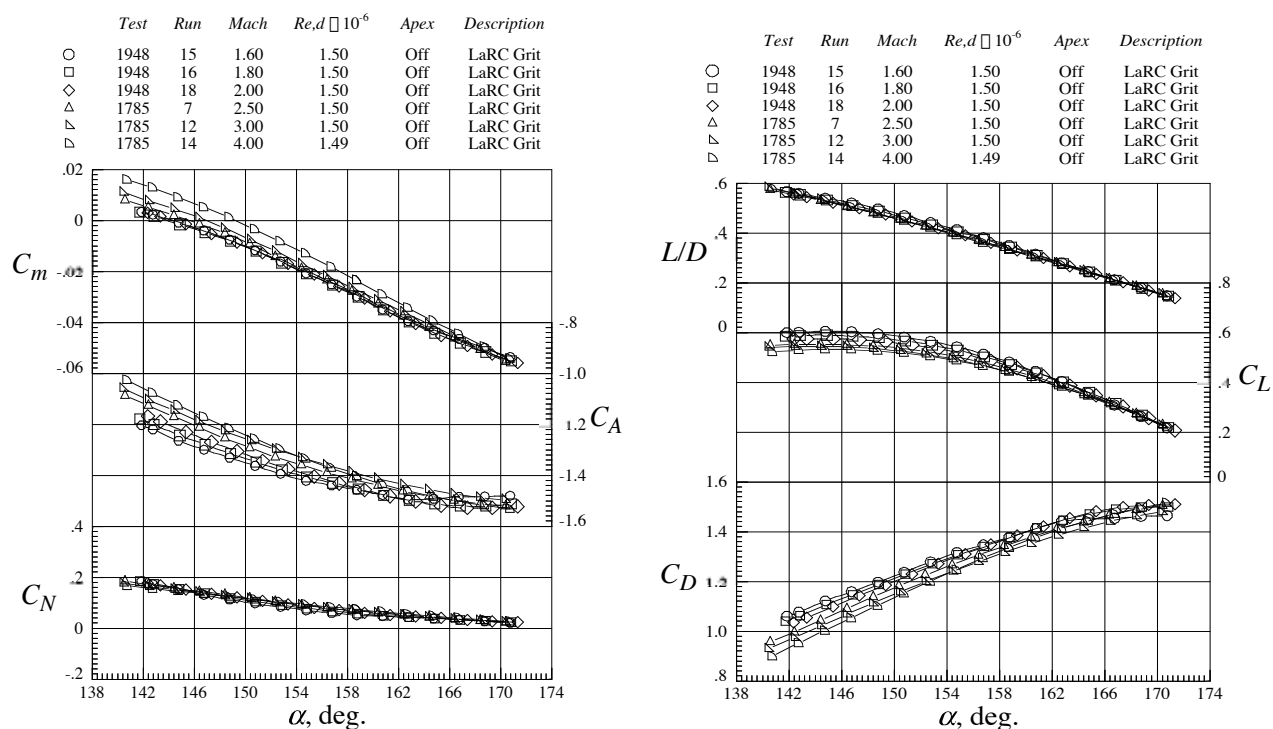 Test Run Mach Re,d □ 10-6 Apex Description
1948 15 1.60 1.50 Off LaRC Grit
1948 16 1.80 1.50 Off LaRC Grit
1948 18 2.00 1.50 Off LaRC Grit
1785 7 2.50 1.50 Off LaRC Grit
1785 12 3.00 1.50 Off LaRC Grit
1785 14 4.00 1.49 Off LaRC Grit
.02
0
Cm
-.02
-.04
-.06
-.8
-1.0
-1.2
CA
-1.4
-1.6
.4
.2
CN
0
-.2
138 142 146 150 154 158 162 166 170 174
α, deg.
Test Run Mach Re,d □ 10-6 Apex Description
1948 15 1.60 1.50 Off LaRC Grit
1948 16 1.80 1.50 Off LaRC Grit
1948 18 2.00 1.50 Off LaRC Grit
1785 7 2.50 1.50 Off LaRC Grit
1785 12 3.00 1.50 Off LaRC Grit
1785 14 4.00 1.49 Off LaRC Grit
.6
.4
L/D
.2
0
.8
.6
.4
CL
.2
0
1.6
1.4
1.2
CD
1.0
.8
138 142 146 150 154 158 162 166 170 174
α, deg.